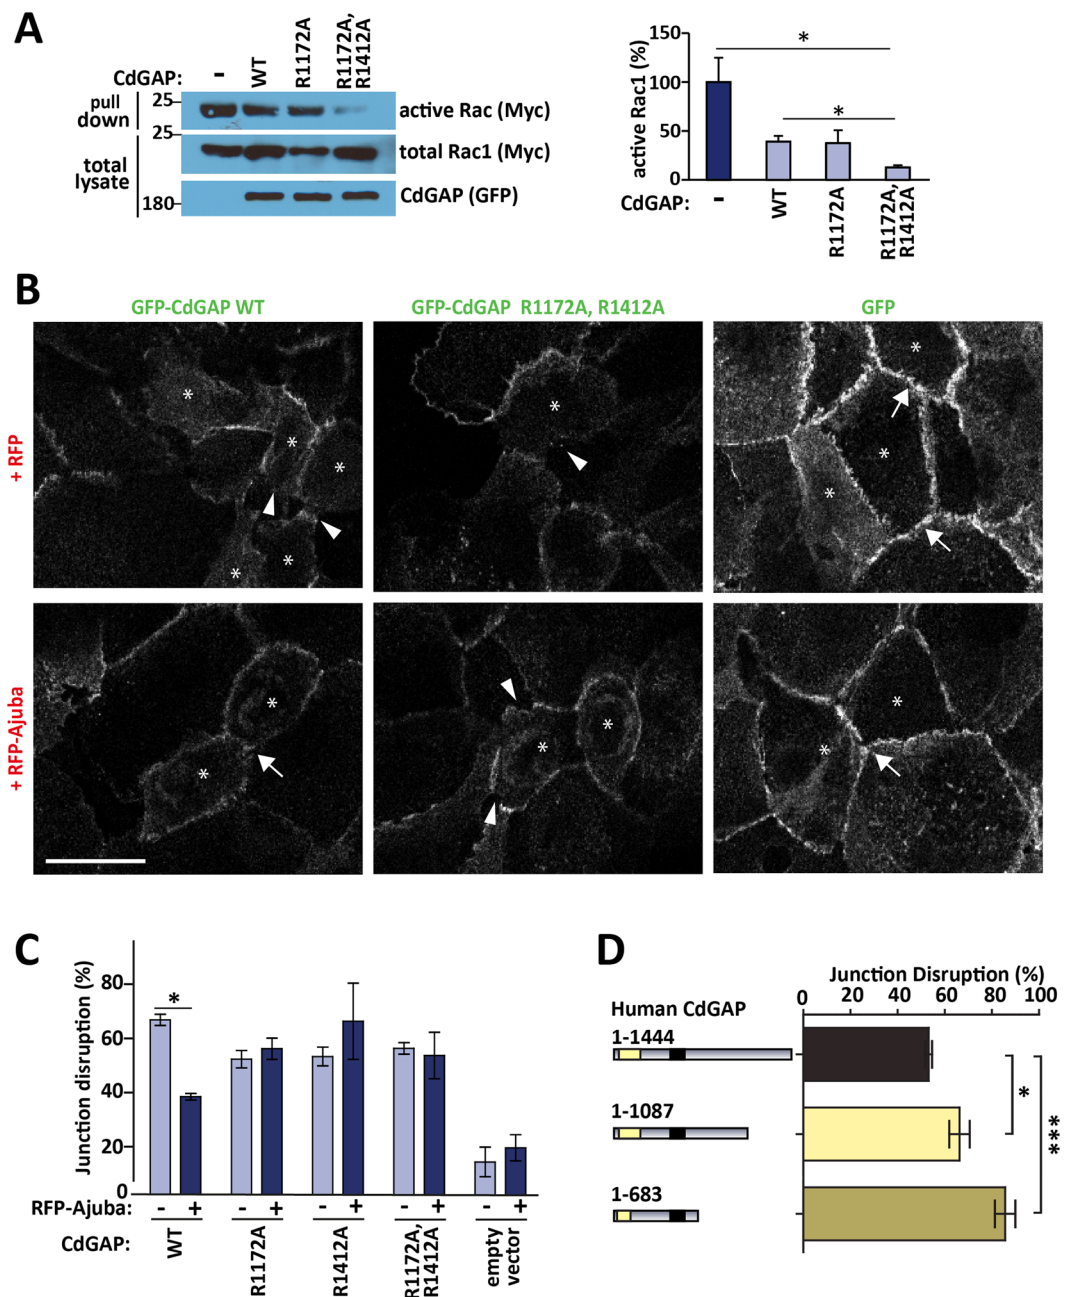 A
CdGAP:
-
WT
R1172A
R1172A,
R1412A
pull
down
25
active Rac (Myc)
25
total
lysate
total Rac1 (Myc)
180
CdGAP (GFP)
active Rac1 (%)
150
100
50
0
*
*
CdGAP:
-
WT
R1172A
R1172A,
R1412A
B
GFP-CdGAP WT
GFP-CdGAP R1172A, R1412A
GFP
+ RFP
* * * * *
*
* * *
+ RFP-Ajuba
* *
* *
* *
C
Junction disruption (%)
80
60
40
20
0
*
RFP-Ajuba: - + - + - + - + - +
CdGAP:
WT
R1172A
R1412A
R1172A,
R1412A
empty
vector
D
Junction Disruption (%)
0 20 40 60 80 100
Human CdGAP
1-1444
1-1087
1-683
*
***